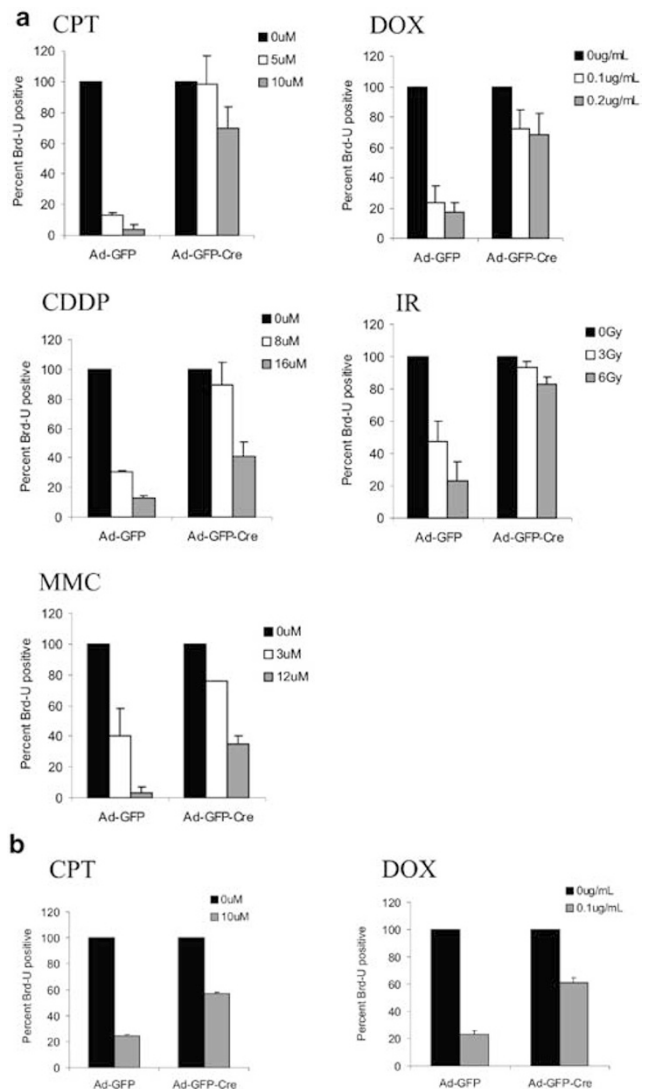 a
CPT
Percent Brd-U positive
120
100
80
60
40
20
0
Ad-GFP
Ad-GFP-Cre
0uM
5uM
10uM
DOX
Percent Brd-U positive
120
100
80
60
40
20
0
Ad-GFP
Ad-GFP-Cre
0ug/mL
0.1ug/mL
0.2ug/mL
CDDP
Percent Brd-U positive
120
100
80
60
40
20
0
Ad-GFP
Ad-GFP-Cre
0uM
8uM
16uM
IR
Percent Brd-U positive
120
100
80
60
40
20
0
Ad-GFP
Ad-GFP-Cre
0Gy
3Gy
6Gy
MMC
Percent Brd-U positive
120
100
80
60
40
20
0
Ad-GFP
Ad-GFP-Cre
0uM
3uM
12uM
b
CPT
Percent Brd-U positive
120
100
80
60
40
20
0
Ad-GFP
Ad-GFP-Cre
0uM
10uM
DOX
Percent Brd-U positive
120
100
80
60
40
20
0
Ad-GFP
Ad-GFP-Cre
0ug/mL
0.1ug/mL